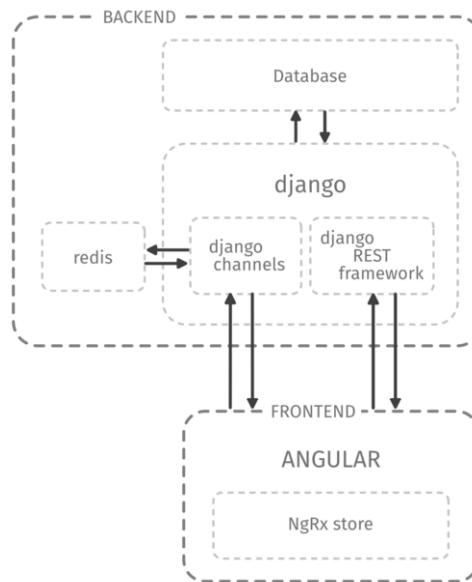 BACKEND
Database
django
redis
django
channels
django
REST
framework
FRONTEND
ANGULAR
NgRx store